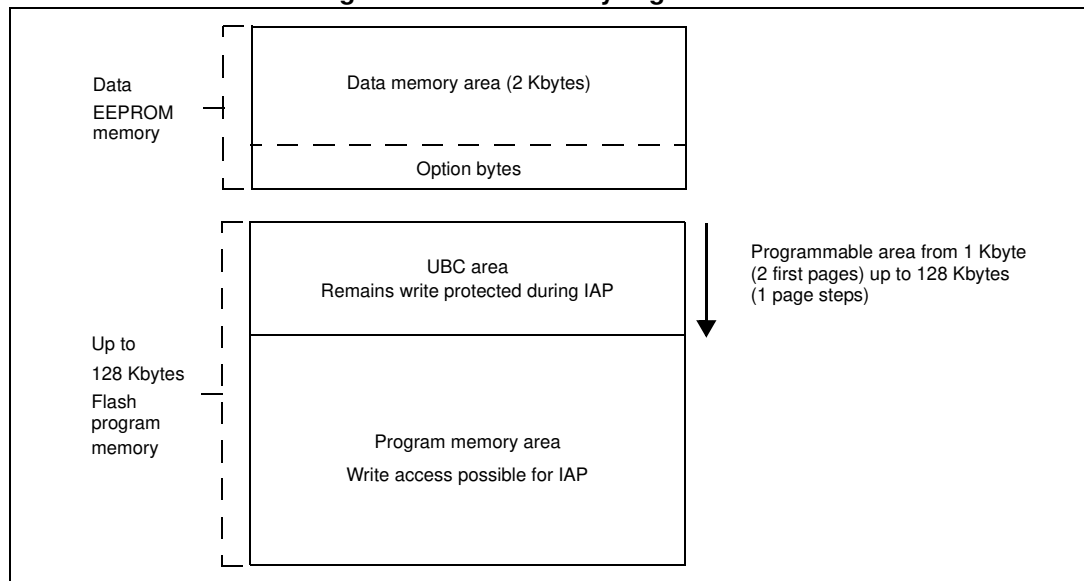 Data
EEPROM
memory
Data memory area (2 Kbytes)
Option bytes
UBC area
Remains write protected during IAP
Programmable area from 1 Kbyte
(2 first pages) up to 128 Kbytes
(1 page steps)
Up to
128 Kbytes
Flash
program
memory
Program memory area
Write access possible for IAP